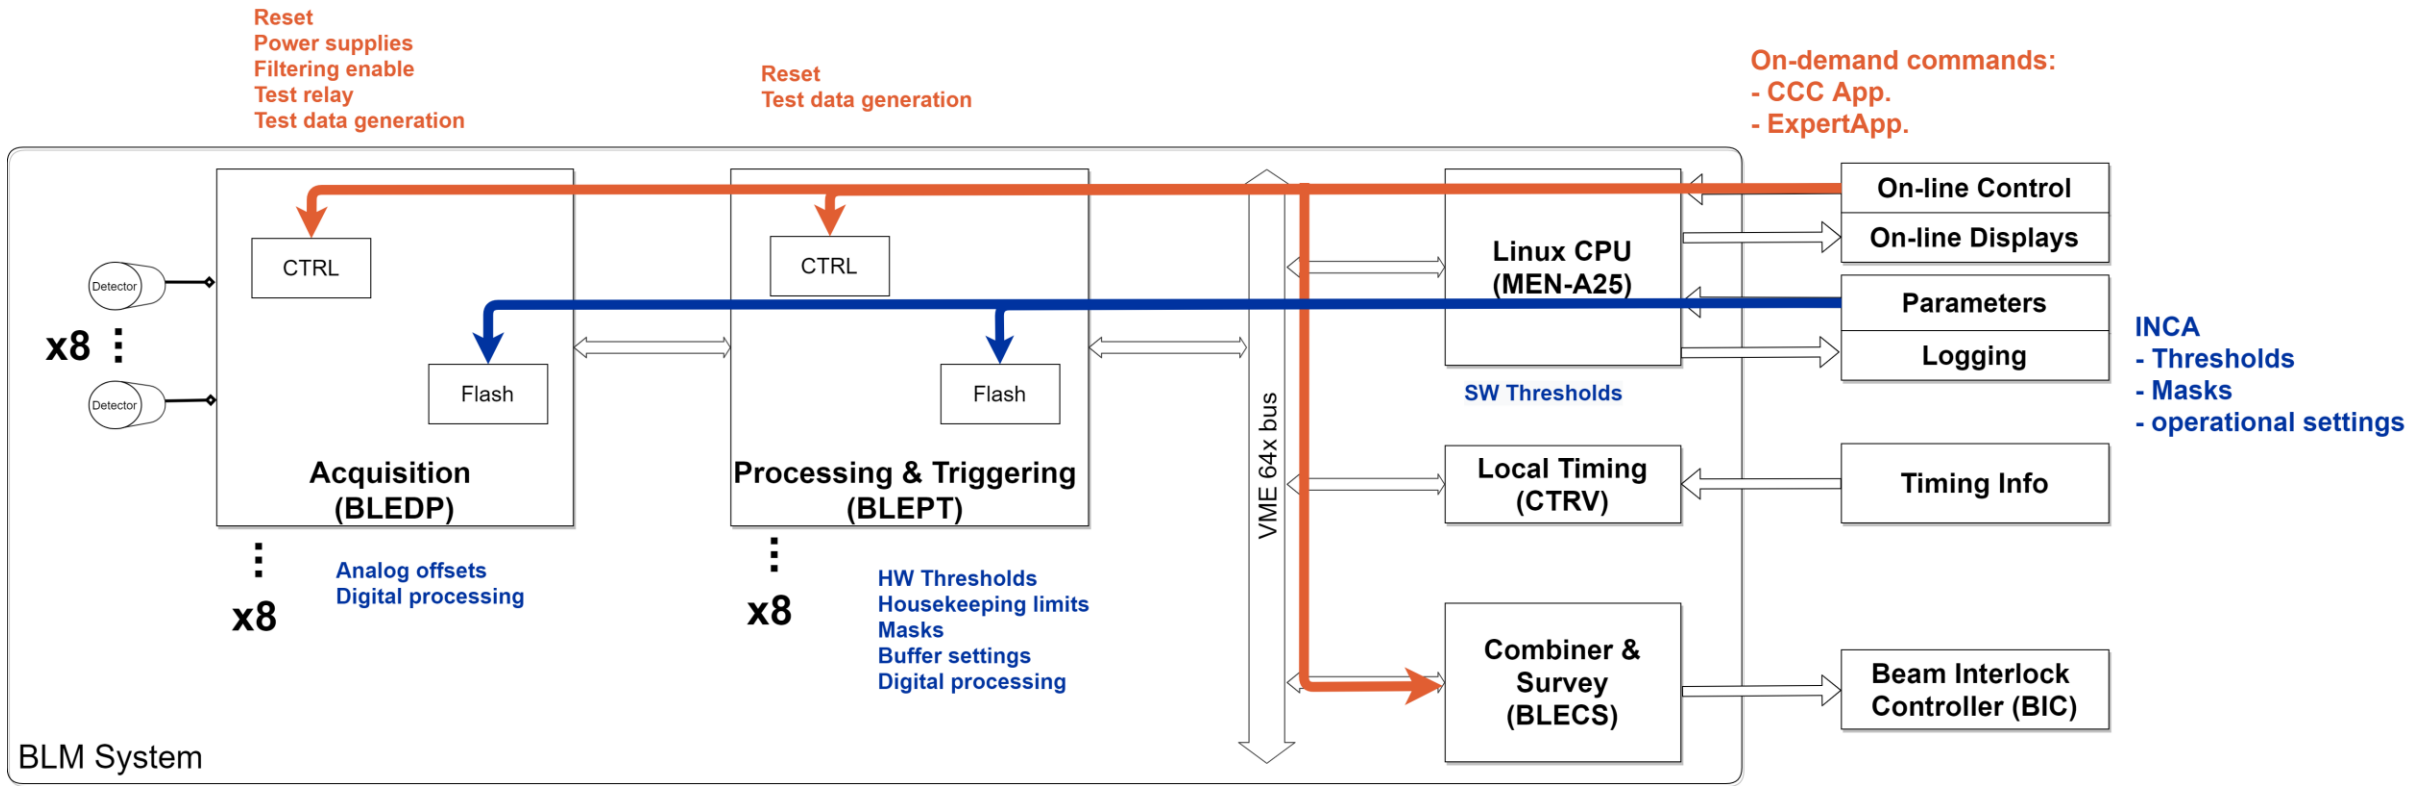 Reset
Power supplies
Filtering enable
Test relay
Test data generation
Reset
Test data generation
On-demand commands:
- CCC App.
- ExpertApp.
CTRL
CTRL
Detector
x8
Detector
Flash
Flash
Acquisition
(BLEDP)
Processing & Triggering
(BLEPT)
x8
Analog offsets
Digital processing
x8
HW Thresholds
Housekeeping limits
Masks
Buffer settings
Digital processing
VME 64x bus
Linux CPU
(MEN-A25)
SW Thresholds
Local Timing
(CTRV)
Combiner &
Survey
(BLECS)
On-line Control
On-line Displays
Parameters
Logging
INCA
- Thresholds
- Masks
- operational settings
Timing Info
Beam Interlock
Controller (BIC)
BLM System